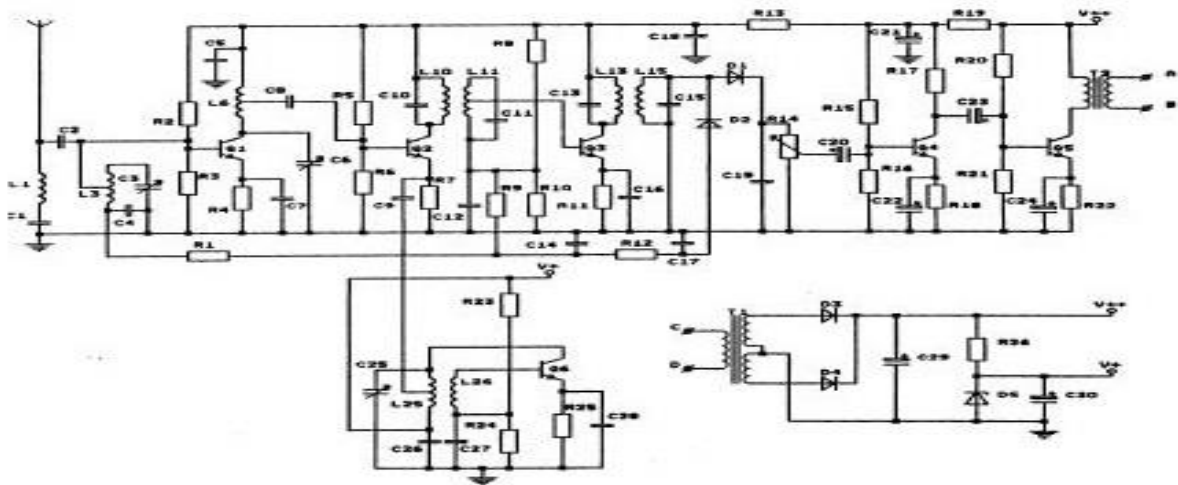 R13
R19
V++
C5
C18
C21
R8
D1
R17
R20
T2
A
B
L10
L11
L13
L15
L6
C8
R5
C10
C13
C15
R2
C11
D2
R14
R15
C23
C2
Q1
C6
Q2
Q3
C20
Q4
Q5
L1
L3
C3
R3
R6
R7
R9
R10
C16
C19
R16
R21
C1
C4
R4
C7
C9
C12
R11
C22
R18
C24
R22
R1
C14
R12
C17
V+
R23
T1
D3
V++
C
C25
Q6
C29
R26
V+
D
L25
L26
D4
D5
C30
R25
C28
R24
C26
C27